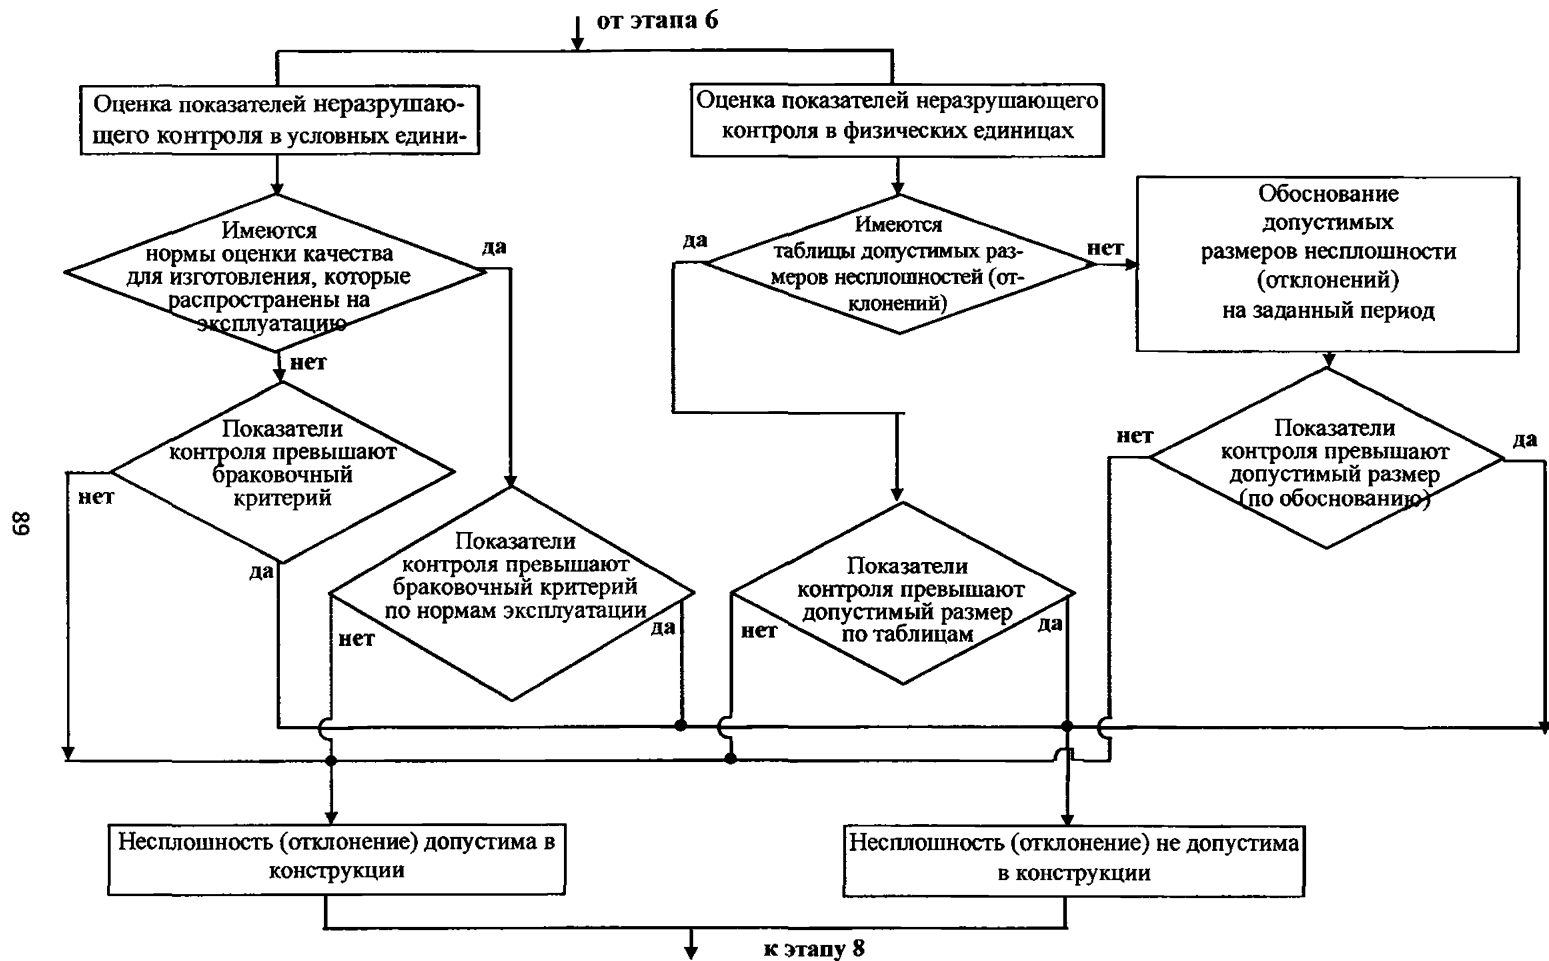 от этапа 6
Оценка показателей неразрушаю-
щего контроля в условных едини-
Оценка показателей неразрушающего
контроля в физических единицах
Имеются
нормы оценки качества
для изготовления, которые
распространены на
эксплуатацию
да
нет
да
Имеются
таблицы допустимых раз-
меров несплошностей (от-
клонений)
нет
Обоснование
допустимых
размеров несплошности
(отклонений)
на заданный период
Показатели
контроля превышают
браковочный
критерий
нет
да
Показатели
контроля превышают
браковочный критерий
по нормам эксплуатации
нет
да
Показатели
контроля превышают
допустимый размер
по таблицам
нет
да
нет
Показатели
контроля превышают
допустимый размер
(по обоснованию)
да
89
Несплошность (отклонение) допустима в
конструкции
Несплошность (отклонение) не допустима
в конструкции
к этапу 8